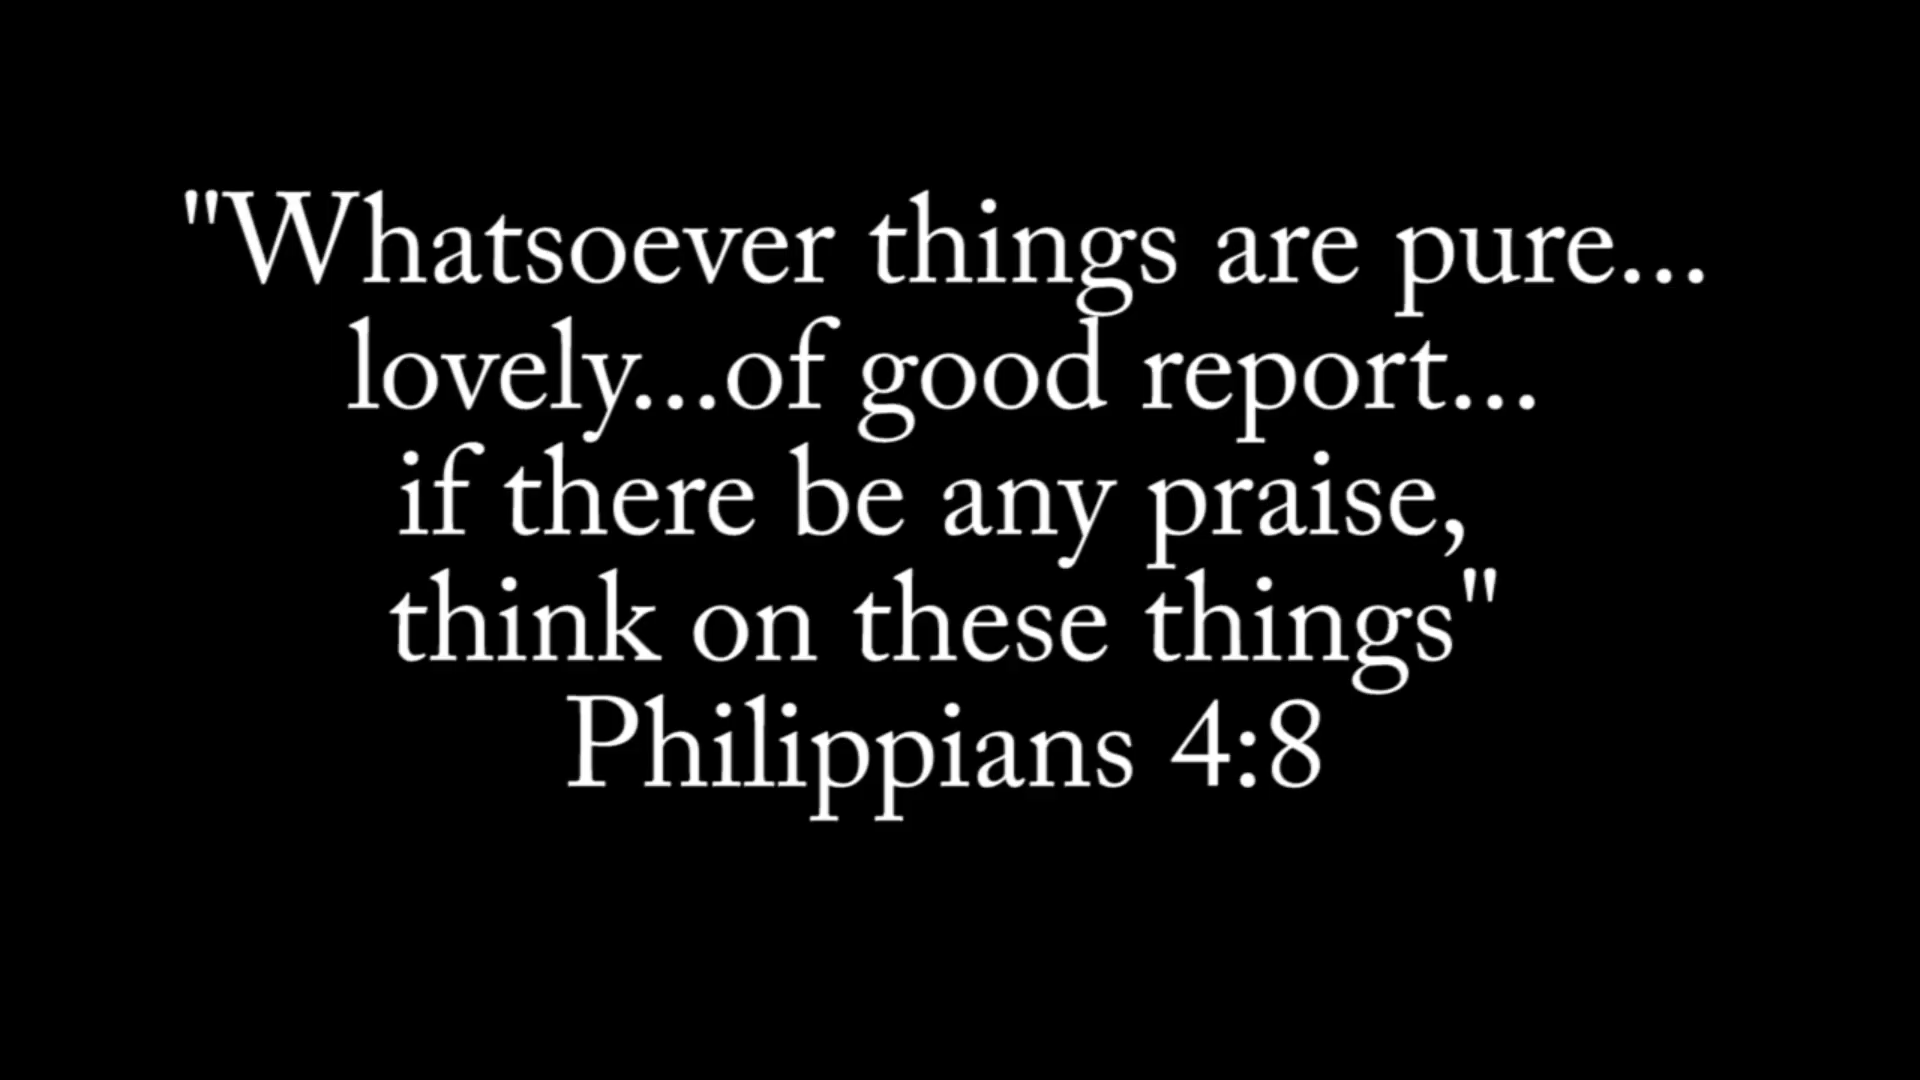 "Whatsoever things are pure...
lovely...of good report...
if there be any praise,
think on these things"
Philippians 4:8